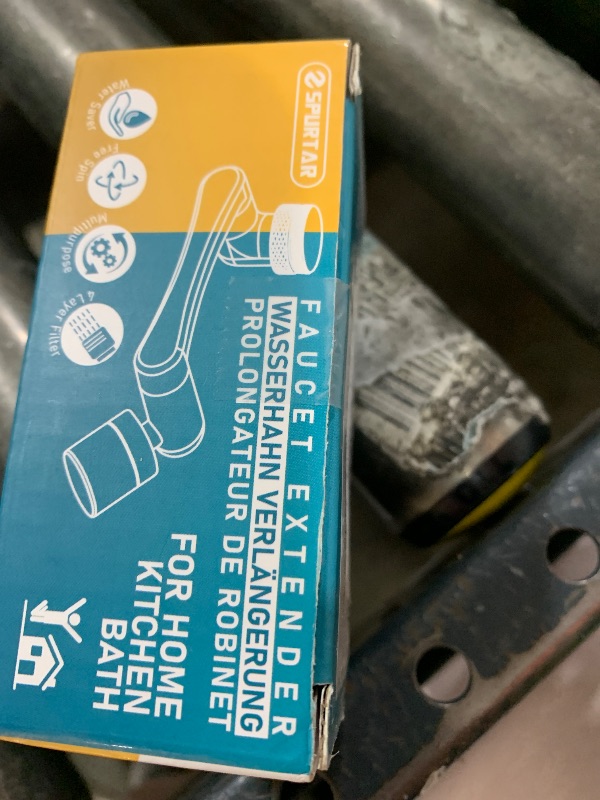 SPURTAR
Water Saver
Free Spin
Multipurpose
4 Layer Filter
FAUCET EXTENDER
WASSERHAHN VERLÄNGERUNG
PROLONGATEUR DE ROBINET
FOR HOME
KITCHEN
BATH